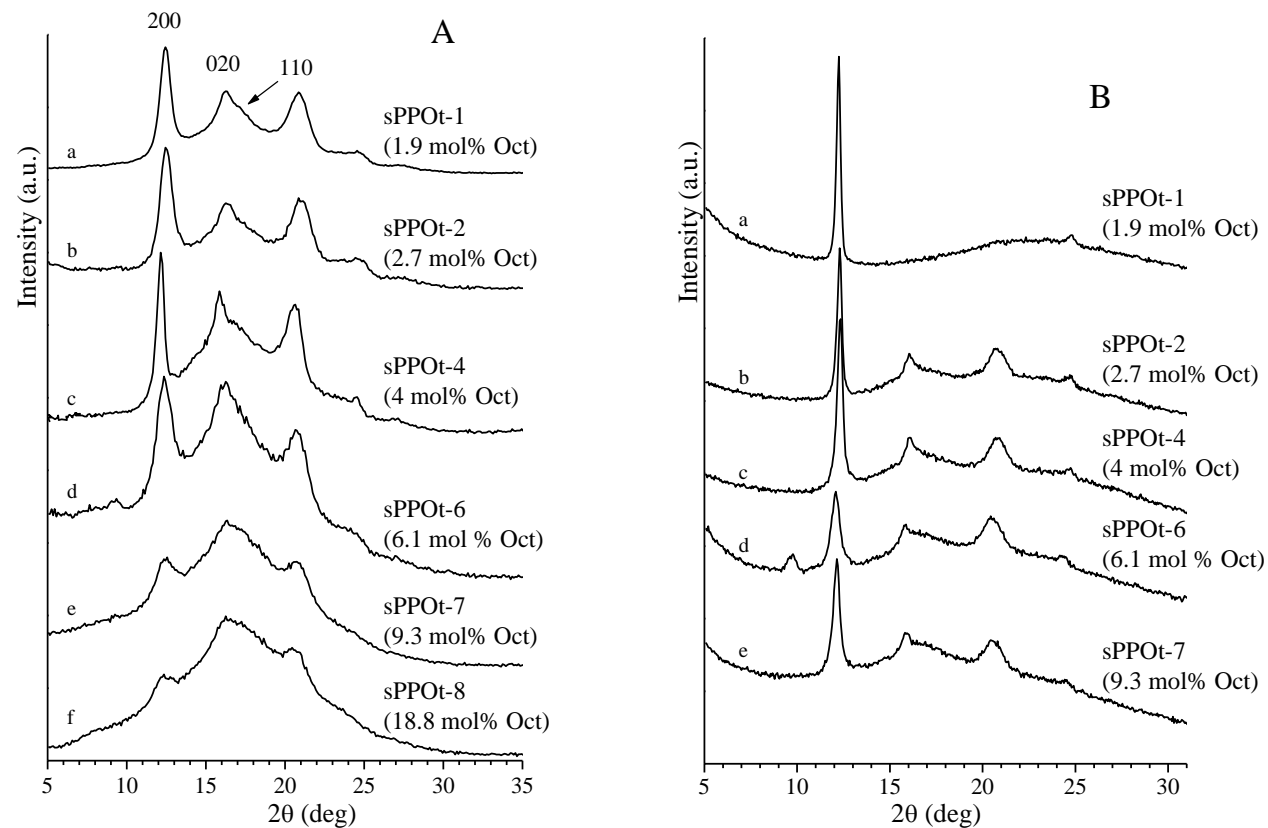 A
200
020
110
sPPOt-1
(1.9 mol% Oct)
a
sPPOt-2
(2.7 mol% Oct)
b
sPPOt-4
(4 mol% Oct)
c
sPPOt-6
(6.1 mol % Oct)
d
sPPOt-7
(9.3 mol% Oct)
e
sPPOt-8
(18.8 mol% Oct)
f
Intensity (a.u.)
5 10 15 20 25 30 35
2θ (deg)
B
sPPOt-1
(1.9 mol% Oct)
a
sPPOt-2
(2.7 mol% Oct)
b
sPPOt-4
(4 mol% Oct)
c
sPPOt-6
(6.1 mol % Oct)
d
sPPOt-7
(9.3 mol% Oct)
e
Intensity (a.u.)
5 10 15 20 25 30
2θ (deg)